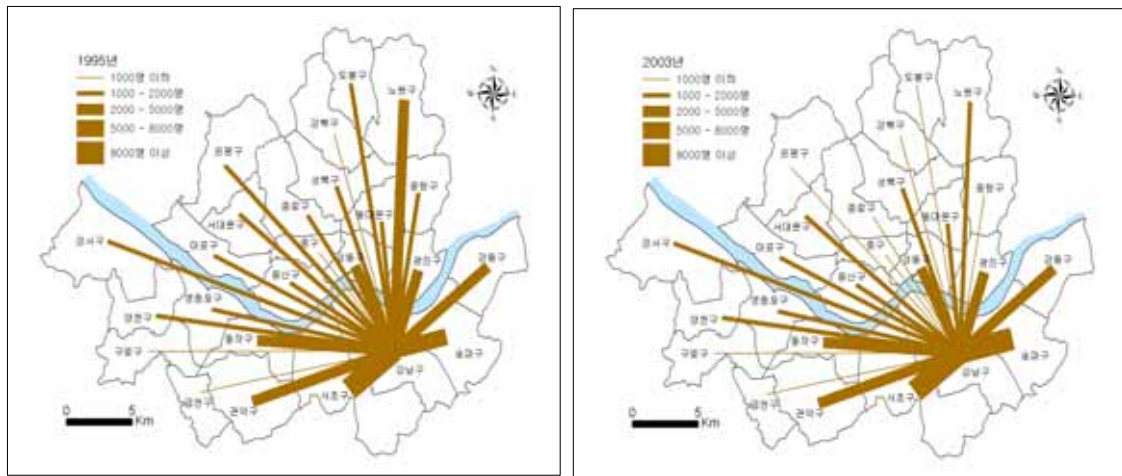 1995년
1000명 이하
1000 - 2000명
2000 - 5000명
5000 - 8000명
8000명 이상
도봉구
노원구
강북구
은평구
성북구
중랑구
종로구
동대문구
서대문구
중구
강서구
마포구
성동구
광진구
강동구
용산구
영등포구
양천구
동작구
송파구
구로구
강남구
금천구
서초구
관악구
0 5
Km
2003년
1000명 이하
1000 - 2000명
2000 - 5000명
5000 - 8000명
8000명 이상
도봉구
노원구
강북구
은평구
성북구
중랑구
종로구
동대문구
서대문구
중구
강서구
마포구
성동구
광진구
강동구
용산구
영등포구
양천구
동작구
송파구
구로구
강남구
금천구
서초구
관악구
0 5
Km